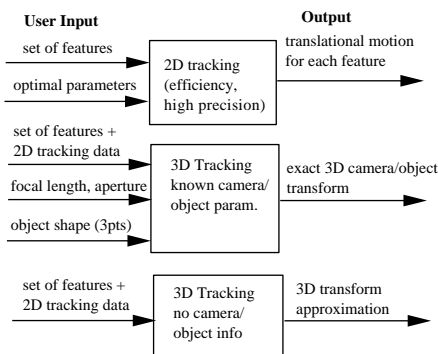 User Input
Output
set of features
optimal parameters
2D tracking
(efficiency,
high precision)
translational motion
for each feature
set of features +
2D tracking data
focal length, aperture
object shape (3pts)
3D Tracking
known camera/
object param.
exact 3D camera/object
transform
set of features +
2D tracking data
3D Tracking
no camera/
object info
3D transform
approximation